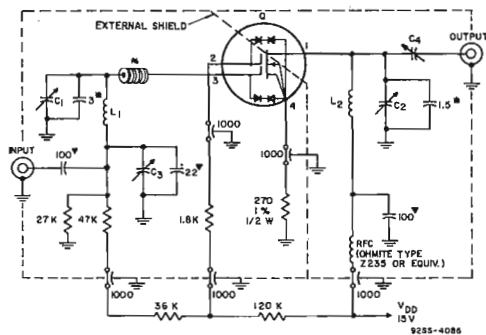 EXTERNAL SHIELD
Q
OUTPUT
1
C4
2
3
C1
3*
L1
4
L2
C2
1.5*
1000
1000
INPUT
100▼
C3
22▼
27K
47K
1.8K
270
1%
1/2 W
100▼
RFC
(OHMITE TYPE
Z235 OR EQUIV.)
1000
1000
1000
36 K
120 K
VDD
15V
92SS-4086